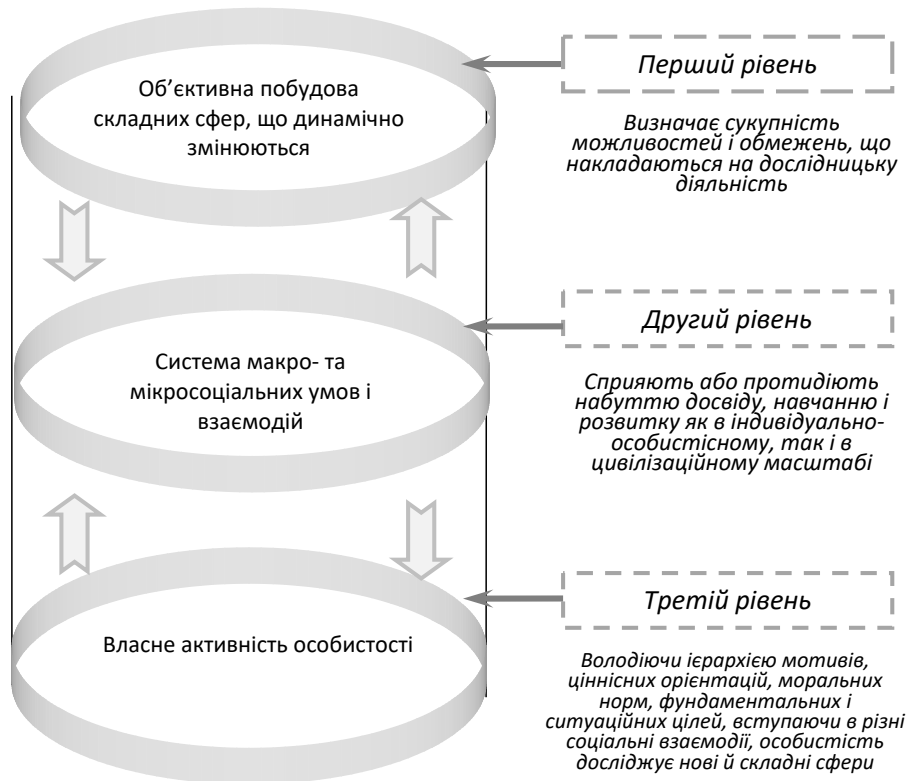 Об’єктивна побудова
складних сфер, що динамічно
змінюються
Перший рівень
Визначає сукупність
можливостей і обмежень, що
накладаються на дослідницьку
діяльність
Система макро- та
мікросоціальних умов і
взаємодій
Другий рівень
Сприяють або протидіють
набуттю досвіду, навчанню і
розвитку як в індивідуально-
особистісному, так і в
цивілізаційному масштабі
Власне активність особистості
Третій рівень
Володіючи ієрархією мотивів,
ціннісних орієнтацій, моральних
норм, фундаментальних і
ситуаційних цілей, вступаючи в різні
соціальні взаємодії, особистість
досліджує нові й складні сфери